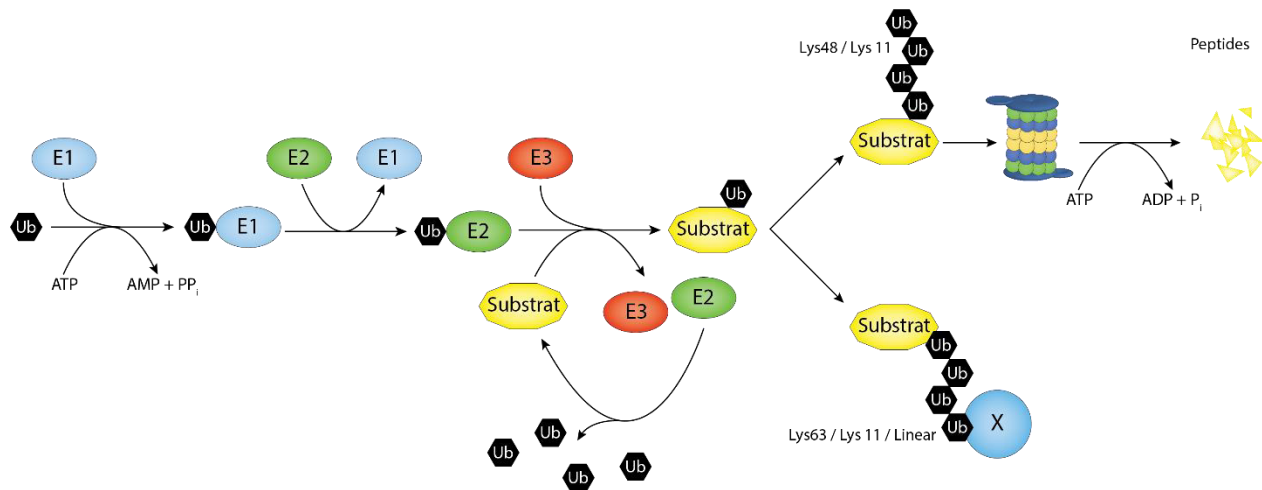 Ub
Lys48 / Lys 11
Ub
Ub
Ub
Peptides
Substrat
E1
E2
E1
E3
Ub
ATP
ADP + Pi
Ub
Ub
E1
Ub
E2
Substrat
ATP
AMP + PPi
Substrat
E3
E2
Substrat
Ub
Ub
Ub
Ub
X
Lys63 / Lys 11 / Linear
Ub
Ub
Ub
Ub